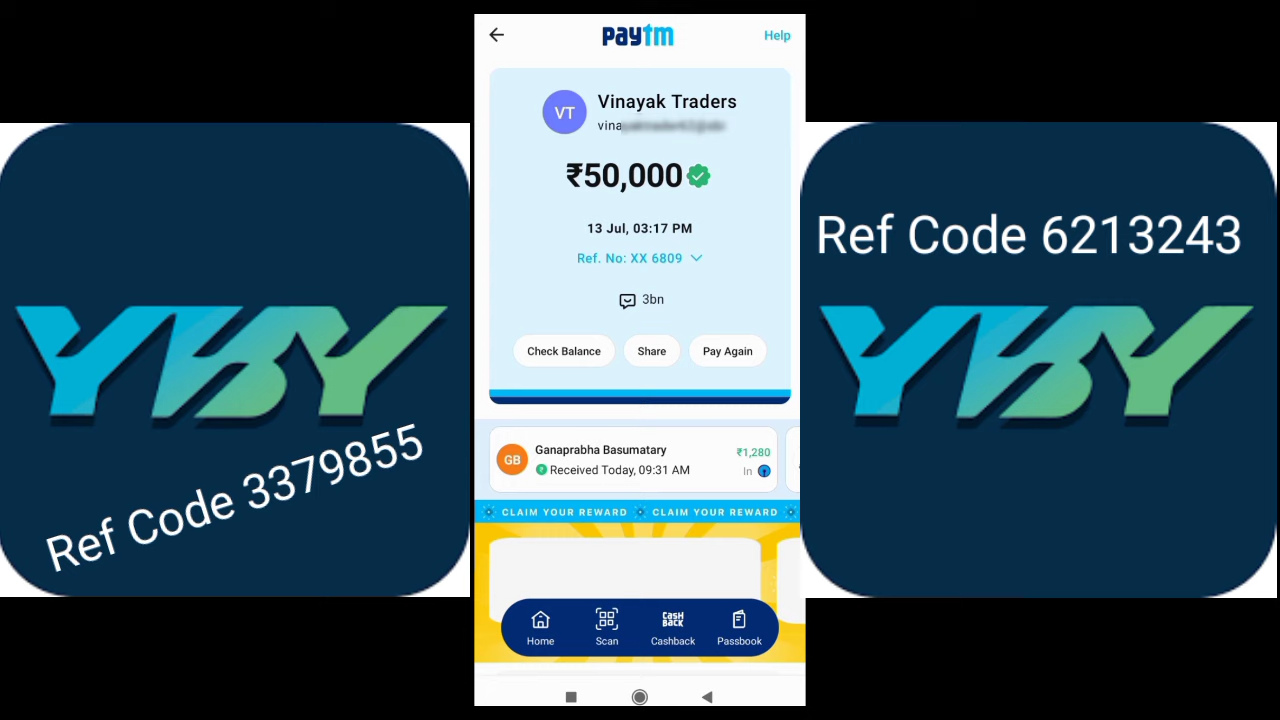 paytm
Help
VT
Vinayak Traders
vina
₹50,000
13 Jul, 03:17 PM
Ref. No: XX 6809
3bn
Check Balance
Share
Pay Again
GB
Ganaprabha Basumatary
₹1,280
Received Today, 09:31 AM
In
CLAIM YOUR REWARD
CLAIM YOUR REWARD
CASH BACK
Home
Scan
Cashback
Passbook
YBY
Ref Code 3379855
Ref Code 6213243
YBY